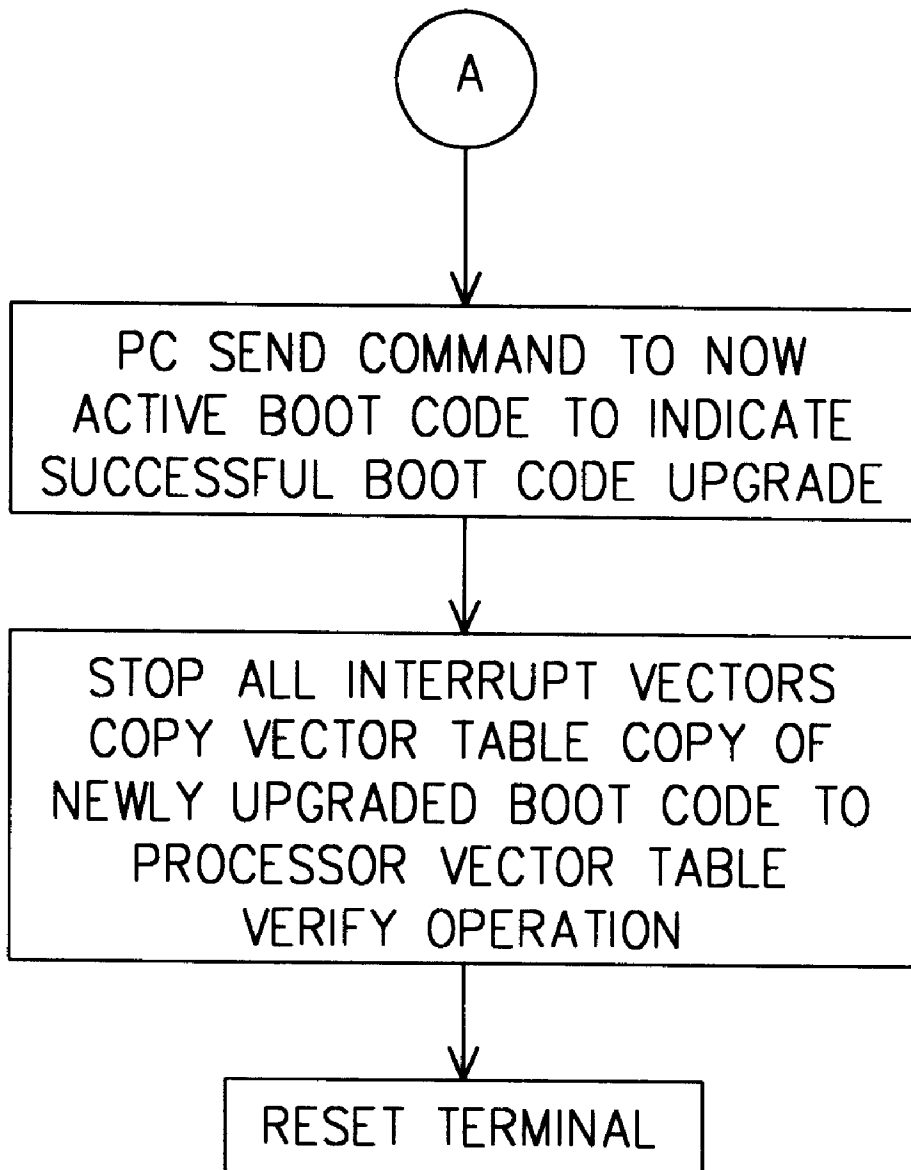 A
PC SEND COMMAND TO NOW
ACTIVE BOOT CODE TO INDICATE
SUCCESSFUL BOOT CODE UPGRADE
STOP ALL INTERRUPT VECTORS
COPY VECTOR TABLE COPY OF
NEWLY UPGRADED BOOT CODE TO
PROCESSOR VECTOR TABLE
VERIFY OPERATION
RESET TERMINAL